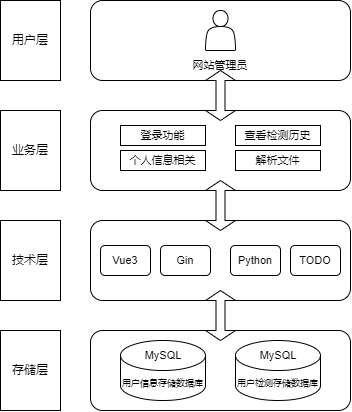 用户层
网站管理员
业务层
登录功能
查看检测历史
个人信息相关
解析文件
技术层
Vue3
Gin
Python
TODO
存储层
MySQL
用户信息存储数据库
MySQL
用户检测存储数据库